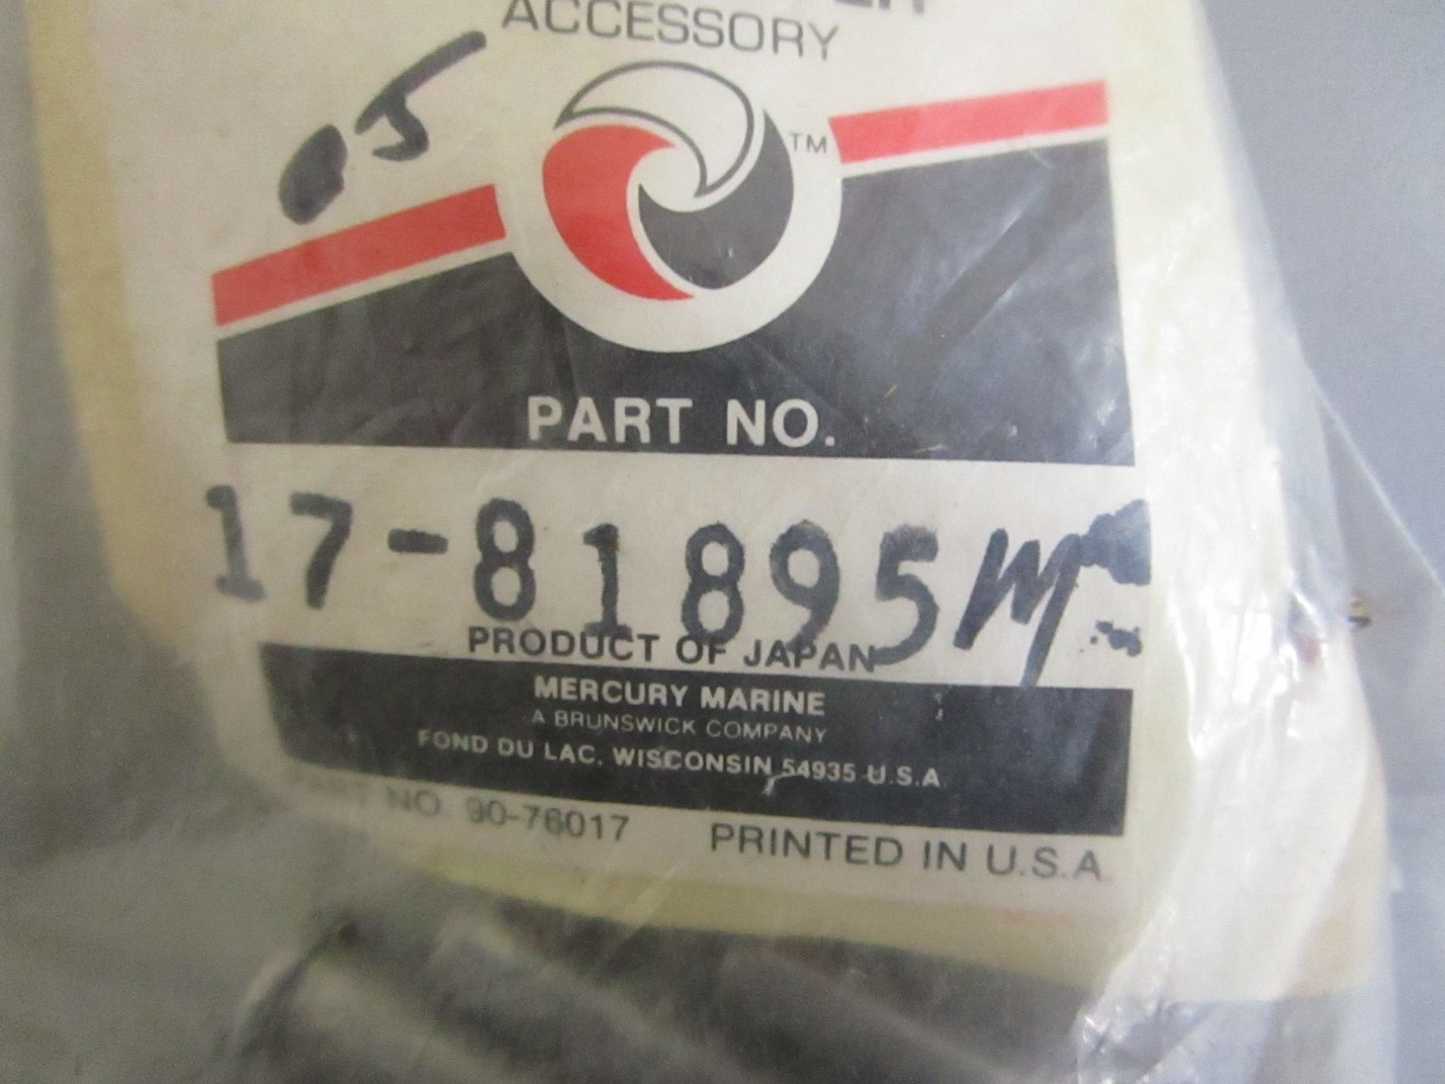 ACCESSORY
OJ
TM
PART NO.
17-81895M
PRODUCT OF JAPAN
MERCURY MARINE
A BRUNSWICK COMPANY
FOND DU LAC, WISCONSIN 54935 U.S.A
PART NO. 90-76017 PRINTED IN U.S.A.